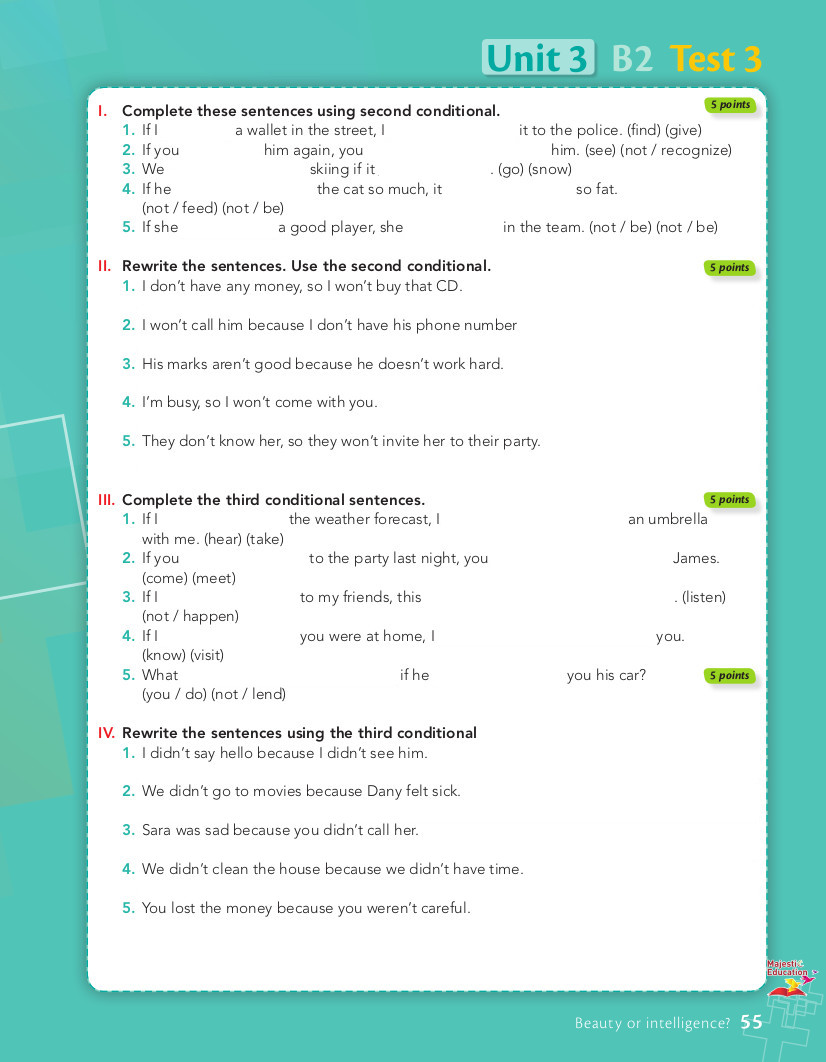 Unit 3 B2 Test 3
I. Complete these sentences using second conditional. 5 points
1. If I a wallet in the street, I it to the police. (find) (give)
2. If you him again, you him. (see) (not / recognize)
3. We skiing if it . (go) (snow)
4. If he the cat so much, it so fat.
(not / feed) (not / be)
5. If she a good player, she in the team. (not / be) (not / be)
II. Rewrite the sentences. Use the second conditional. 5 points
1. I don't have any money, so I won't buy that CD.
2. I won't call him because I don't have his phone number
3. His marks aren't good because he doesn't work hard.
4. I'm busy, so I won't come with you.
5. They don't know her, so they won't invite her to their party.
III. Complete the third conditional sentences. 5 points
1. If I the weather forecast, I an umbrella
with me. (hear) (take)
2. If you to the party last night, you James.
(come) (meet)
3. If I to my friends, this . (listen)
(not / happen)
4. If I you were at home, I you.
(know) (visit)
5. What if he you his car? 5 points
(you / do) (not / lend)
IV. Rewrite the sentences using the third conditional
1. I didn't say hello because I didn't see him.
2. We didn't go to movies because Dany felt sick.
3. Sara was sad because you didn't call her.
4. We didn't clean the house because we didn't have time.
5. You lost the money because you weren't careful.
Majestic
Education
Beauty or intelligence? 55